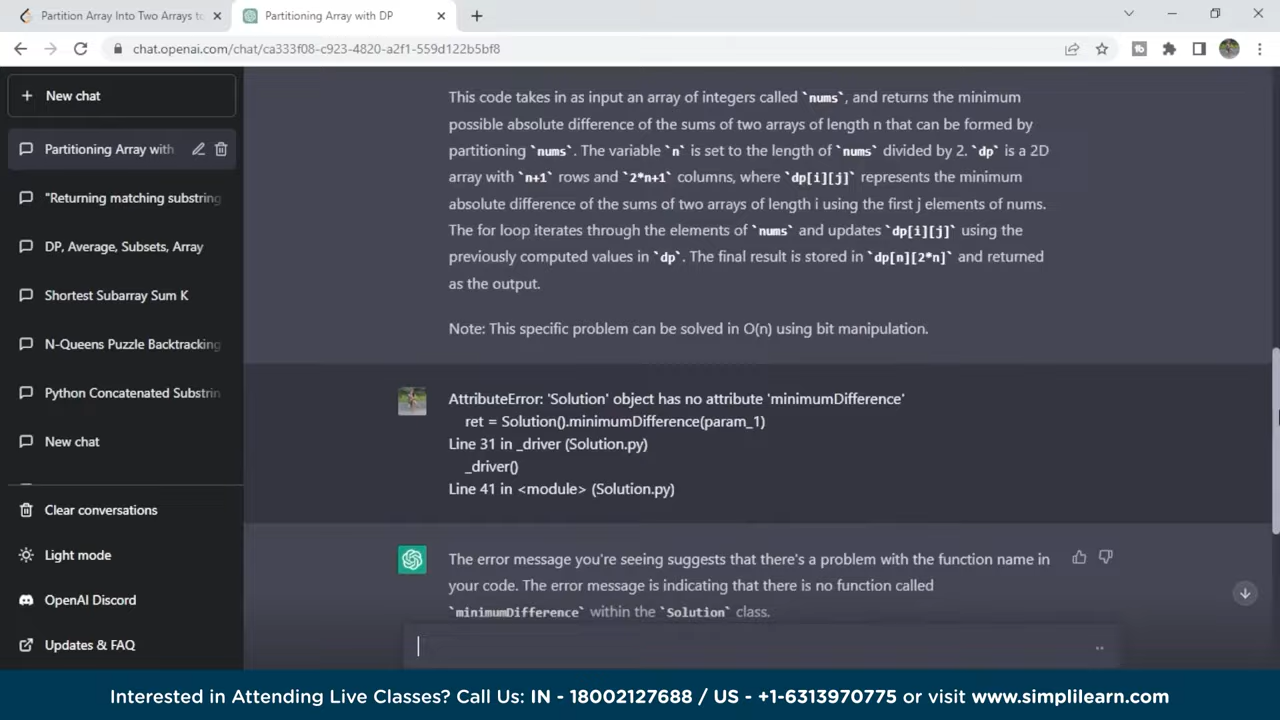 Partition Array Into Two Arrays to
Partitioning Array with DP
chat.openai.com/chat/ca333f08-c923-4820-a2f1-559d122b5bf8
New chat
Partitioning Array with
"Returning matching substring
DP, Average, Subsets, Array
Shortest Subarray Sum K
N-Queens Puzzle Backtracking
Python Concatenated Substrin
New chat
Clear conversations
Light mode
OpenAI Discord
Updates & FAQ
This code takes in as input an array of integers called `nums`, and returns the minimum
possible absolute difference of the sums of two arrays of length n that can be formed by
partitioning `nums`. The variable `n` is set to the length of `nums` divided by 2. `dp` is a 2D
array with `n+1` rows and `2*n+1` columns, where `dp[i][j]` represents the minimum
absolute difference of the sums of two arrays of length i using the first j elements of nums.
The for loop iterates through the elements of `nums` and updates `dp[i][j]` using the
previously computed values in `dp`. The final result is stored in `dp[n][2*n]` and returned
as the output.
Note: This specific problem can be solved in O(n) using bit manipulation.
AttributeError: 'Solution' object has no attribute 'minimumDifference'
ret = Solution().minimumDifference(param_1)
Line 31 in _driver (Solution.py)
_driver()
Line 41 in <module> (Solution.py)
The error message you're seeing suggests that there's a problem with the function name in
your code. The error message is indicating that there is no function called
`minimumDifference` within the `Solution` class.
Interested in Attending Live Classes? Call Us: IN - 18002127688 / US - +1-6313970775 or visit www.simplilearn.com